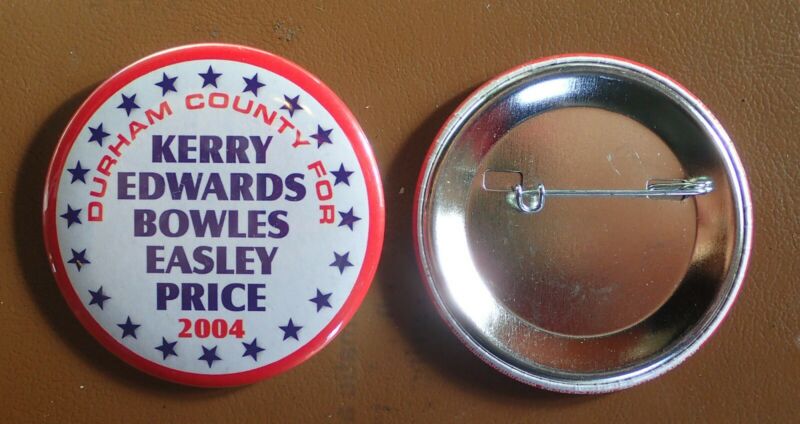 DURHAM COUNTY FOR
KERRY
EDWARDS
BOWLES
EASLEY
PRICE
2004